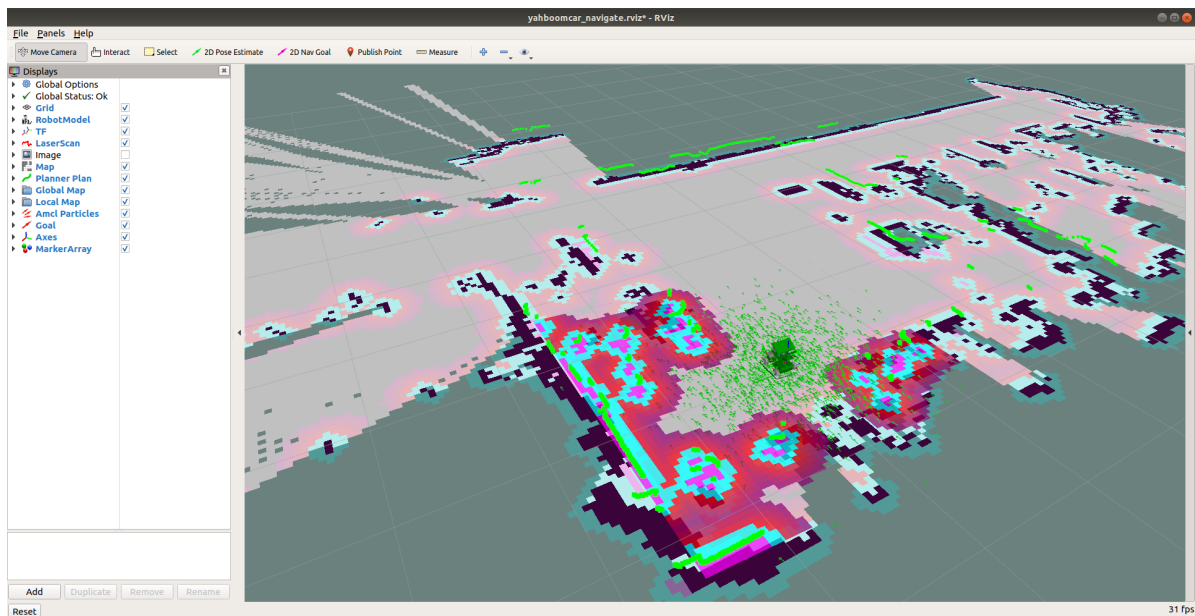 yahboomcar_navigate.rviz* - RViz
File Panels Help
Move Camera Interact Select 2D Pose Estimate 2D Nav Goal Publish Point Measure
Displays
Global Options
Global Status: Ok
Grid
RobotModel
TF
LaserScan
Image
Map
Planner Plan
Global Map
Local Map
Amcl Particles
Goal
Axes
MarkerArray
Add Duplicate Remove Rename
Reset
31 fps